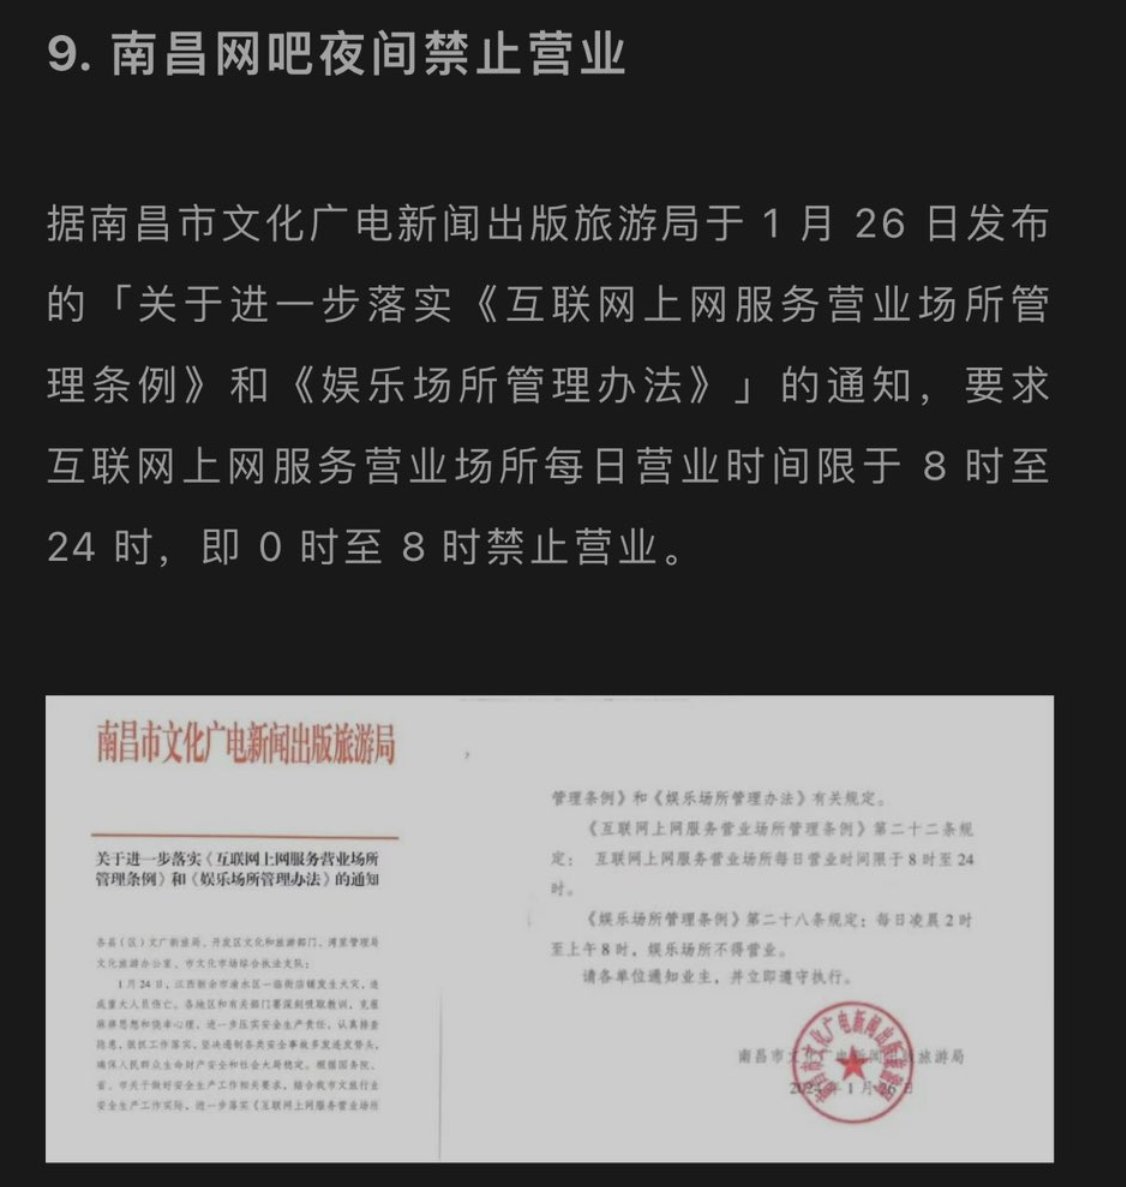 9. 南昌网吧夜间禁止营业
据南昌市文化广电新闻出版旅游局于 1 月 26 日发布
的「关于进一步落实《互联网上网服务营业场所管
理条例》和《娱乐场所管理办法》」的通知，要求
互联网上网服务营业场所每日营业时间限于 8 时至
24 时，即 0 时至 8 时禁止营业。
南昌市文化广电新闻出版旅游局
关于进一步落实《互联网上网服务营业场所
管理条例》和《娱乐场所管理办法》的通知
各县（区）文广新旅局、开发区文化和旅游部门、湾里管理局
文化旅游办公室、市文化市场综合执法支队：
1 月 24 日，江西新余市渝水区一临街店铺发生火灾，造
成重大人员伤亡。各地区和有关部门要深刻吸取教训，克服
麻痹思想和侥幸心理，进一步压实安全生产责任，认真排查
隐患，狠抓工作落实，坚决遏制各类安全事故多发连发势头，
确保人民群众生命财产安全和社会大局稳定。根据国务院、
省、市关于做好安全生产工作相关要求，结合我市文旅行业
安全生产工作实际，进一步落实《互联网上网服务营业场所
管理条例》和《娱乐场所管理办法》有关规定。
《互联网上网服务营业场所管理条例》第二十二条规
定： 互联网上网服务营业场所每日营业时间限于 8 时至 24
时。
《娱乐场所管理条例》第二十八条规定：每日凌晨 2 时
至上午 8 时，娱乐场所不得营业。
请各单位通知业主，并立即遵守执行。
南昌市文化广电新闻出版旅游局
2024 年 1 月 26 日